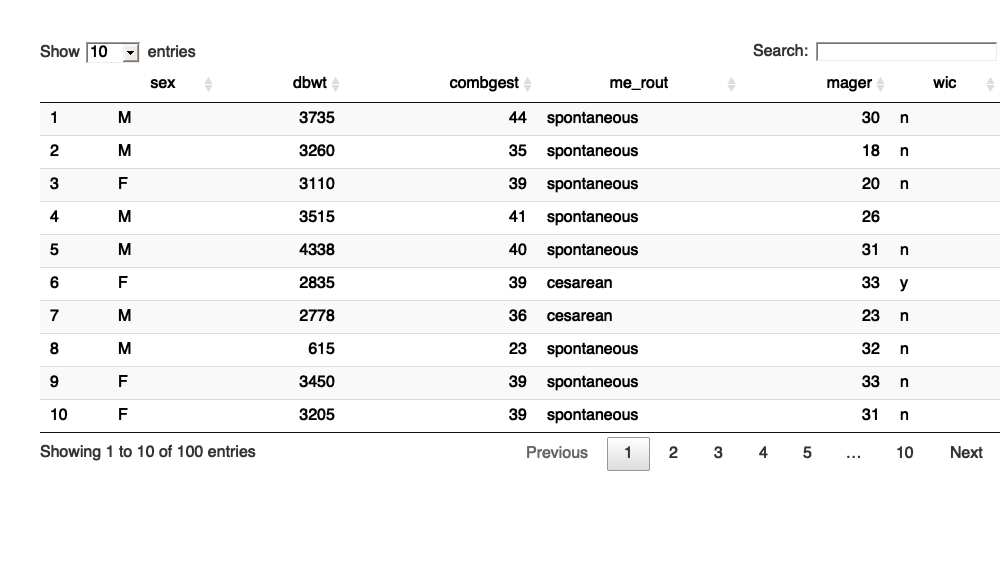 Show 10 entries Search:
sex dbwt combgest me_rout mager wic
1 M 3735 44 spontaneous 30 n
2 M 3260 35 spontaneous 18 n
3 F 3110 39 spontaneous 20 n
4 M 3515 41 spontaneous 26
5 M 4338 40 spontaneous 31 n
6 F 2835 39 cesarean 33 y
7 M 2778 36 cesarean 23 n
8 M 615 23 spontaneous 32 n
9 F 3450 39 spontaneous 33 n
10 F 3205 39 spontaneous 31 n
Showing 1 to 10 of 100 entries Previous 1 2 3 4 5 … 10 Next